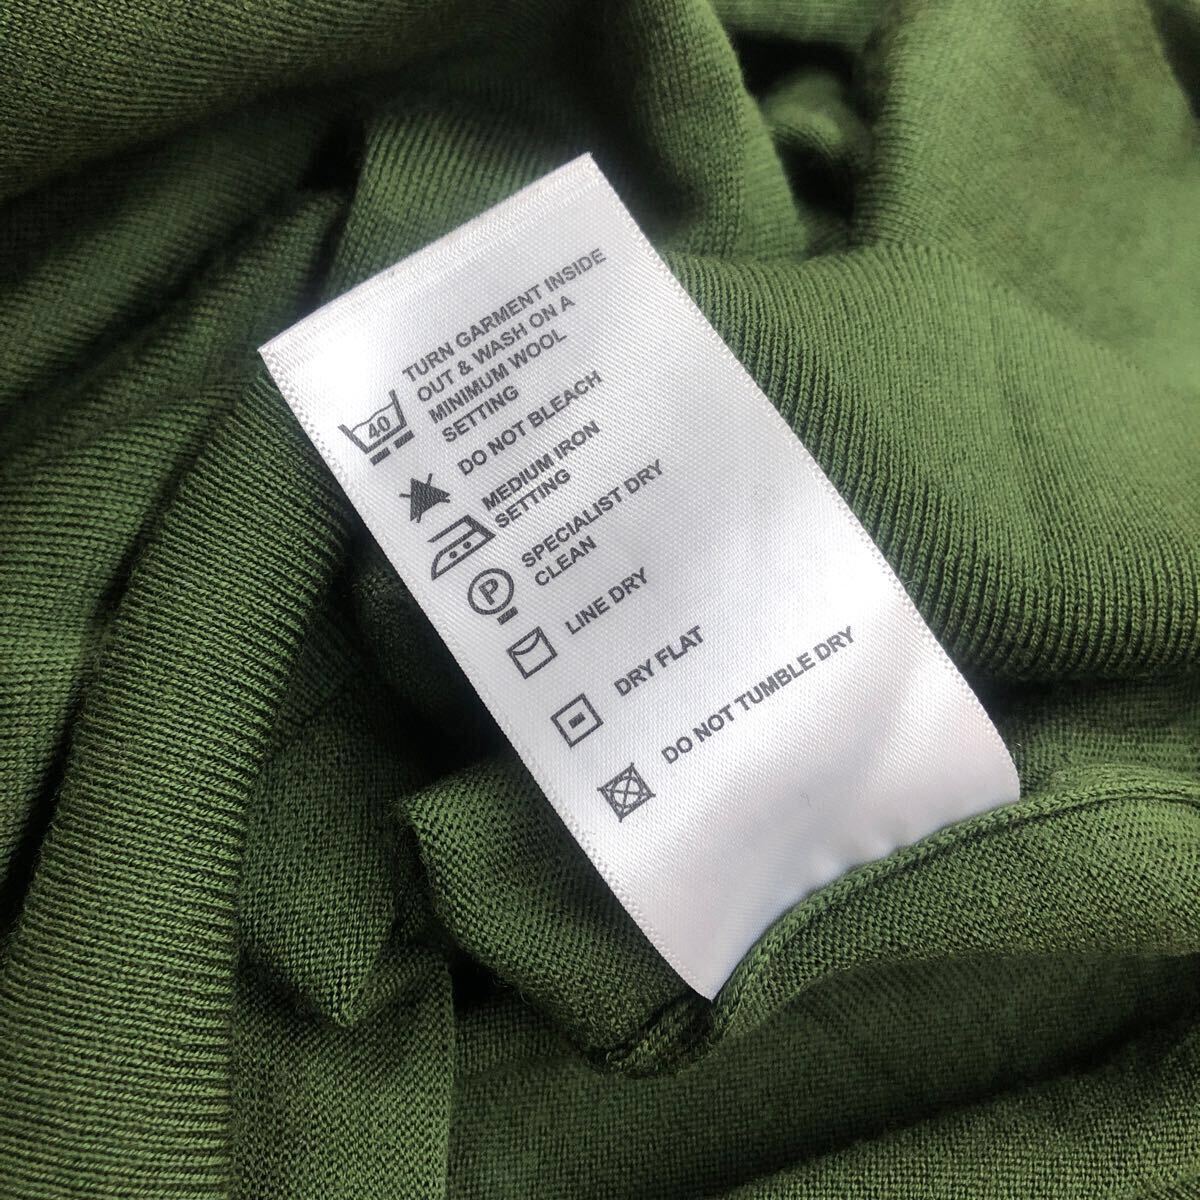 40
TURN GARMENT INSIDE
OUT & WASH ON A
MINIMUM WOOL
SETTING
DO NOT BLEACH
MEDIUM IRON
SETTING
P
SPECIALIST DRY
CLEAN
LINE DRY
DRY FLAT
DO NOT TUMBLE DRY